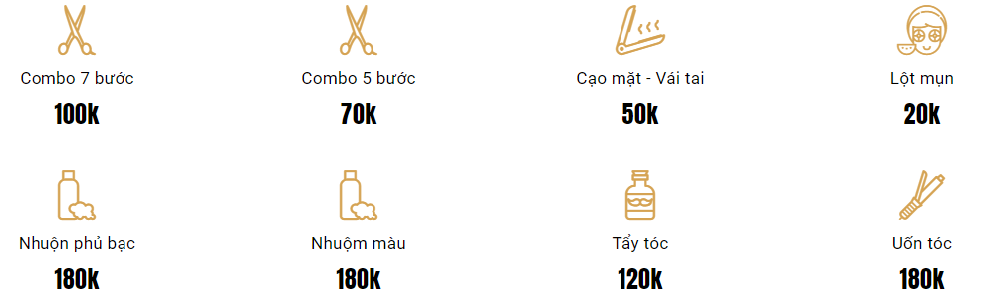 Combo 7 bước
Combo 5 bước
Cạo mặt - Vái tai
Lột mụn
100k
70k
50k
20k
Nhuộn phủ bạc
Nhuộm màu
Tẩy tóc
Uốn tóc
180k
180k
120k
180k